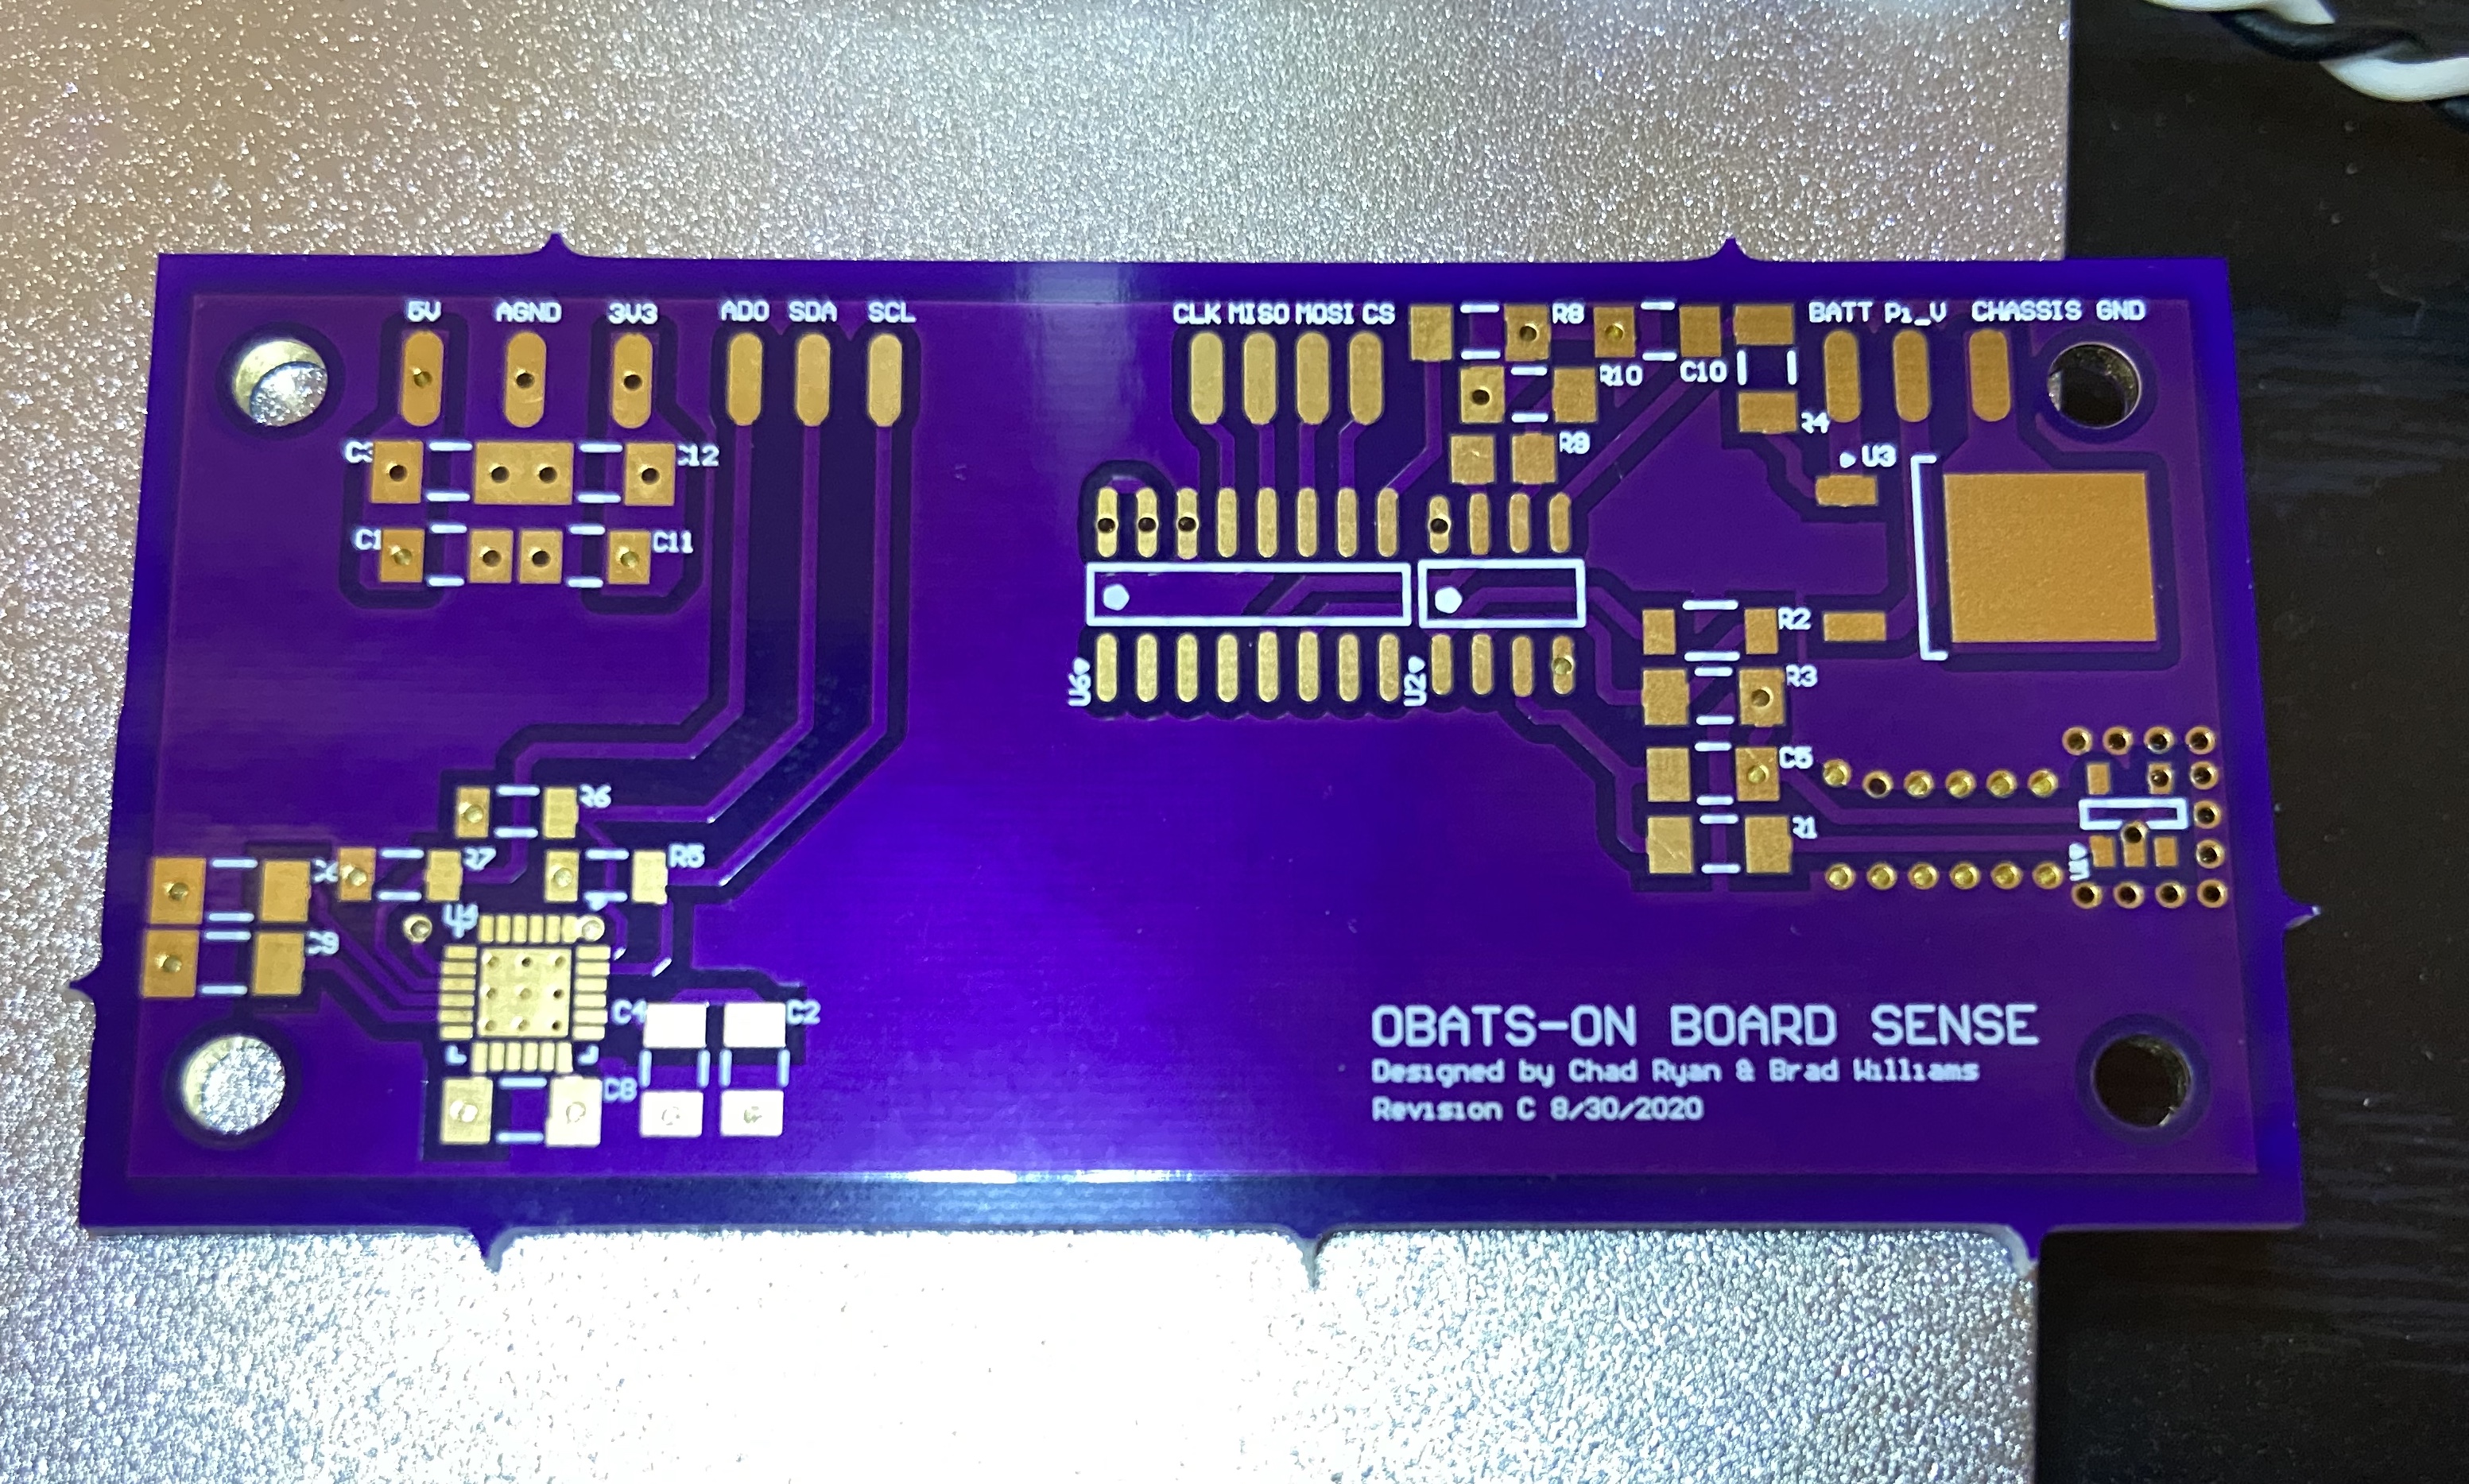 5V AGND 3V3 AD0 SDA SCL CLK MISO MOSI CS R8 BATT Pi_V CHASSIS GND
R10 C10
R4
C3 C12 R9 U3
C1 C11
R2
U6 U2 R3
C5
R6
R1
R7 R5
U1
U4
C9
C4 C2
C8
OBATS-ON BOARD SENSE
Designed by Chad Ryan & Brad Williams
Revision C 8/30/2020